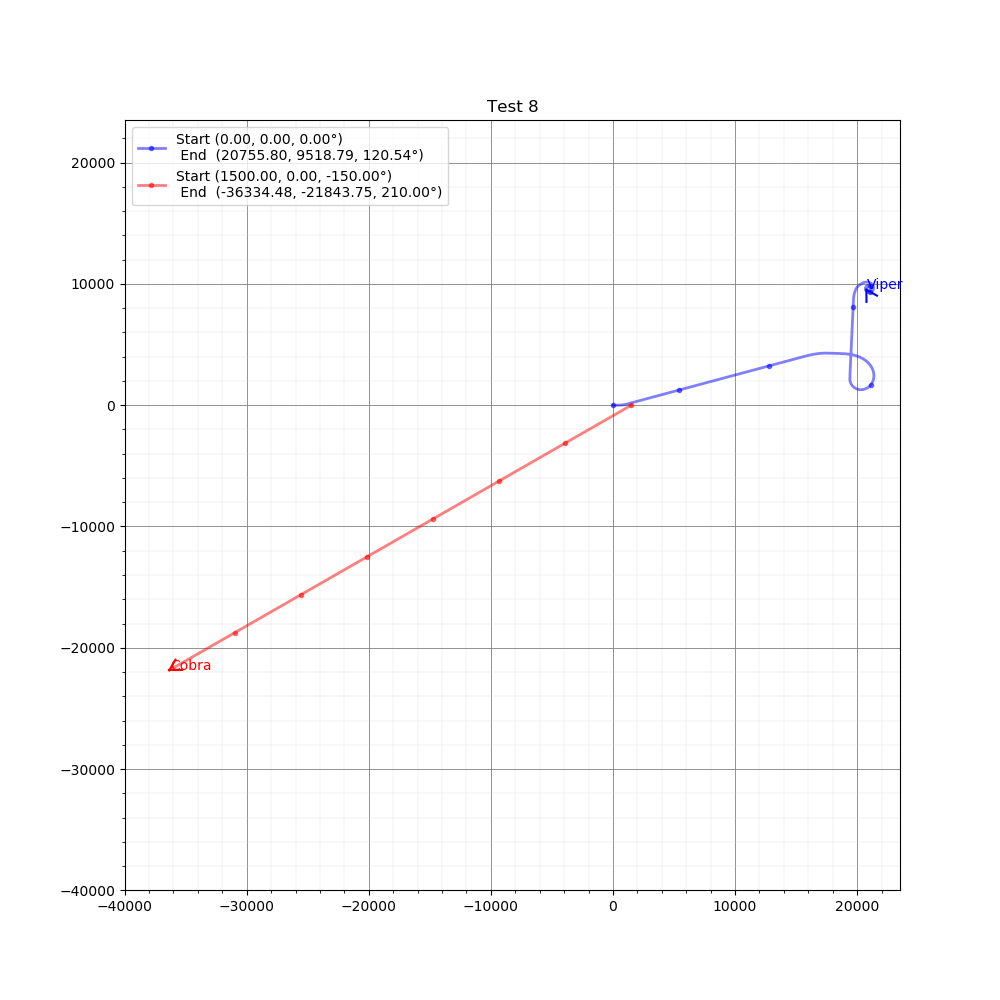 Test 8
Start (0.00, 0.00, 0.00°)
End (20755.80, 9518.79, 120.54°)
Start (1500.00, 0.00, -150.00°)
End (-36334.48, -21843.75, 210.00°)
20000
10000
0
−10000
−20000
−30000
−40000
Viper
Cobra
−40000 −30000 −20000 −10000 0 10000 20000